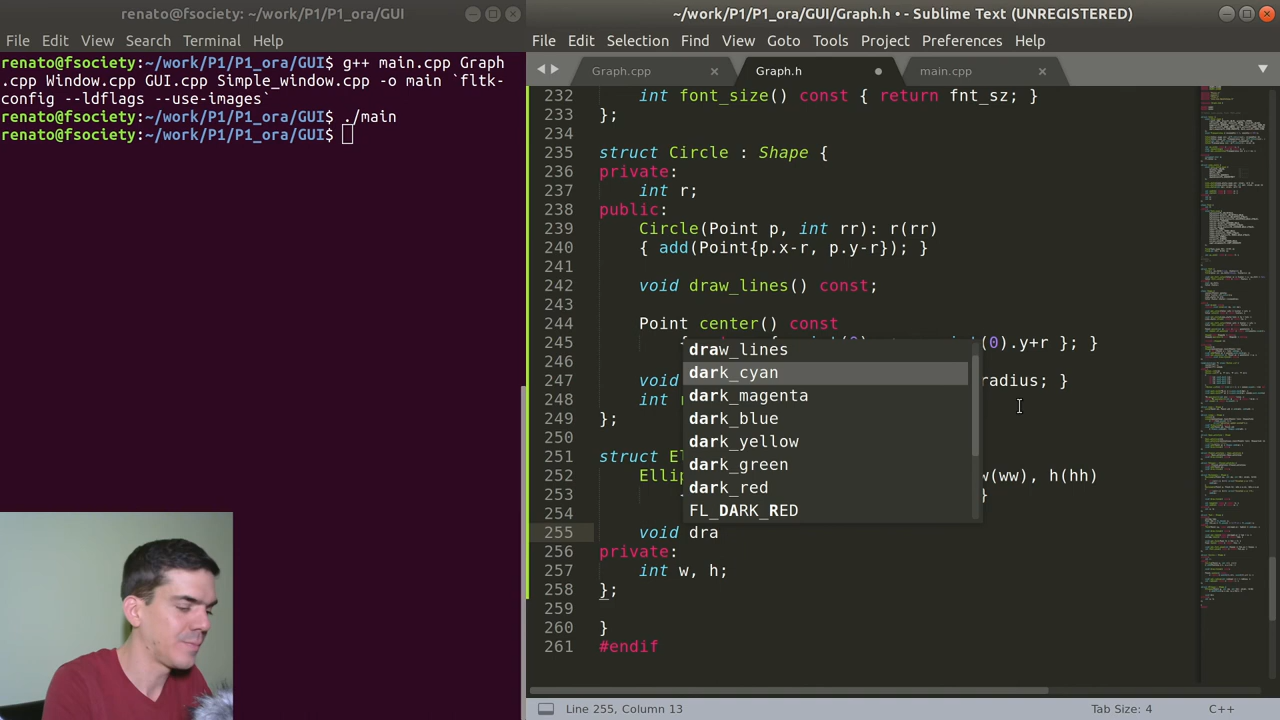 renato@fsociety: ~/work/P1/P1_ora/GUI
File Edit View Search Terminal Help
renato@fsociety:~/work/P1/P1_ora/GUI$ g++ main.cpp Graph
.cpp Window.cpp GUI.cpp Simple_window.cpp -o main `fltk-
config --ldflags --use-images`
renato@fsociety:~/work/P1/P1_ora/GUI$ ./main
renato@fsociety:~/work/P1/P1_ora/GUI$
~/work/P1/P1_ora/GUI/Graph.h • - Sublime Text (UNREGISTERED)
File Edit Selection Find View Goto Tools Project Preferences Help
Graph.cpp Graph.h main.cpp
232 int font_size() const { return fnt_sz; }
233 };
234
235 struct Circle : Shape {
236 private:
237 int r;
238 public:
239 Circle(Point p, int rr): r(rr)
240 { add(Point{p.x-r, p.y-r}); }
241
242 void draw_lines() const;
243
244 Point center() const
245 (0).y+r }; }
246
247 void radius; }
248 int
249 };
250
251 struct El
252 Ellip w(ww), h(hh)
253 }
254
255 void dra
256 private:
257 int w, h;
258 };
259
260 }
261 #endif
draw_lines
dark_cyan
dark_magenta
dark_blue
dark_yellow
dark_green
dark_red
FL_DARK_RED
Line 255, Column 13 Tab Size: 4 C++